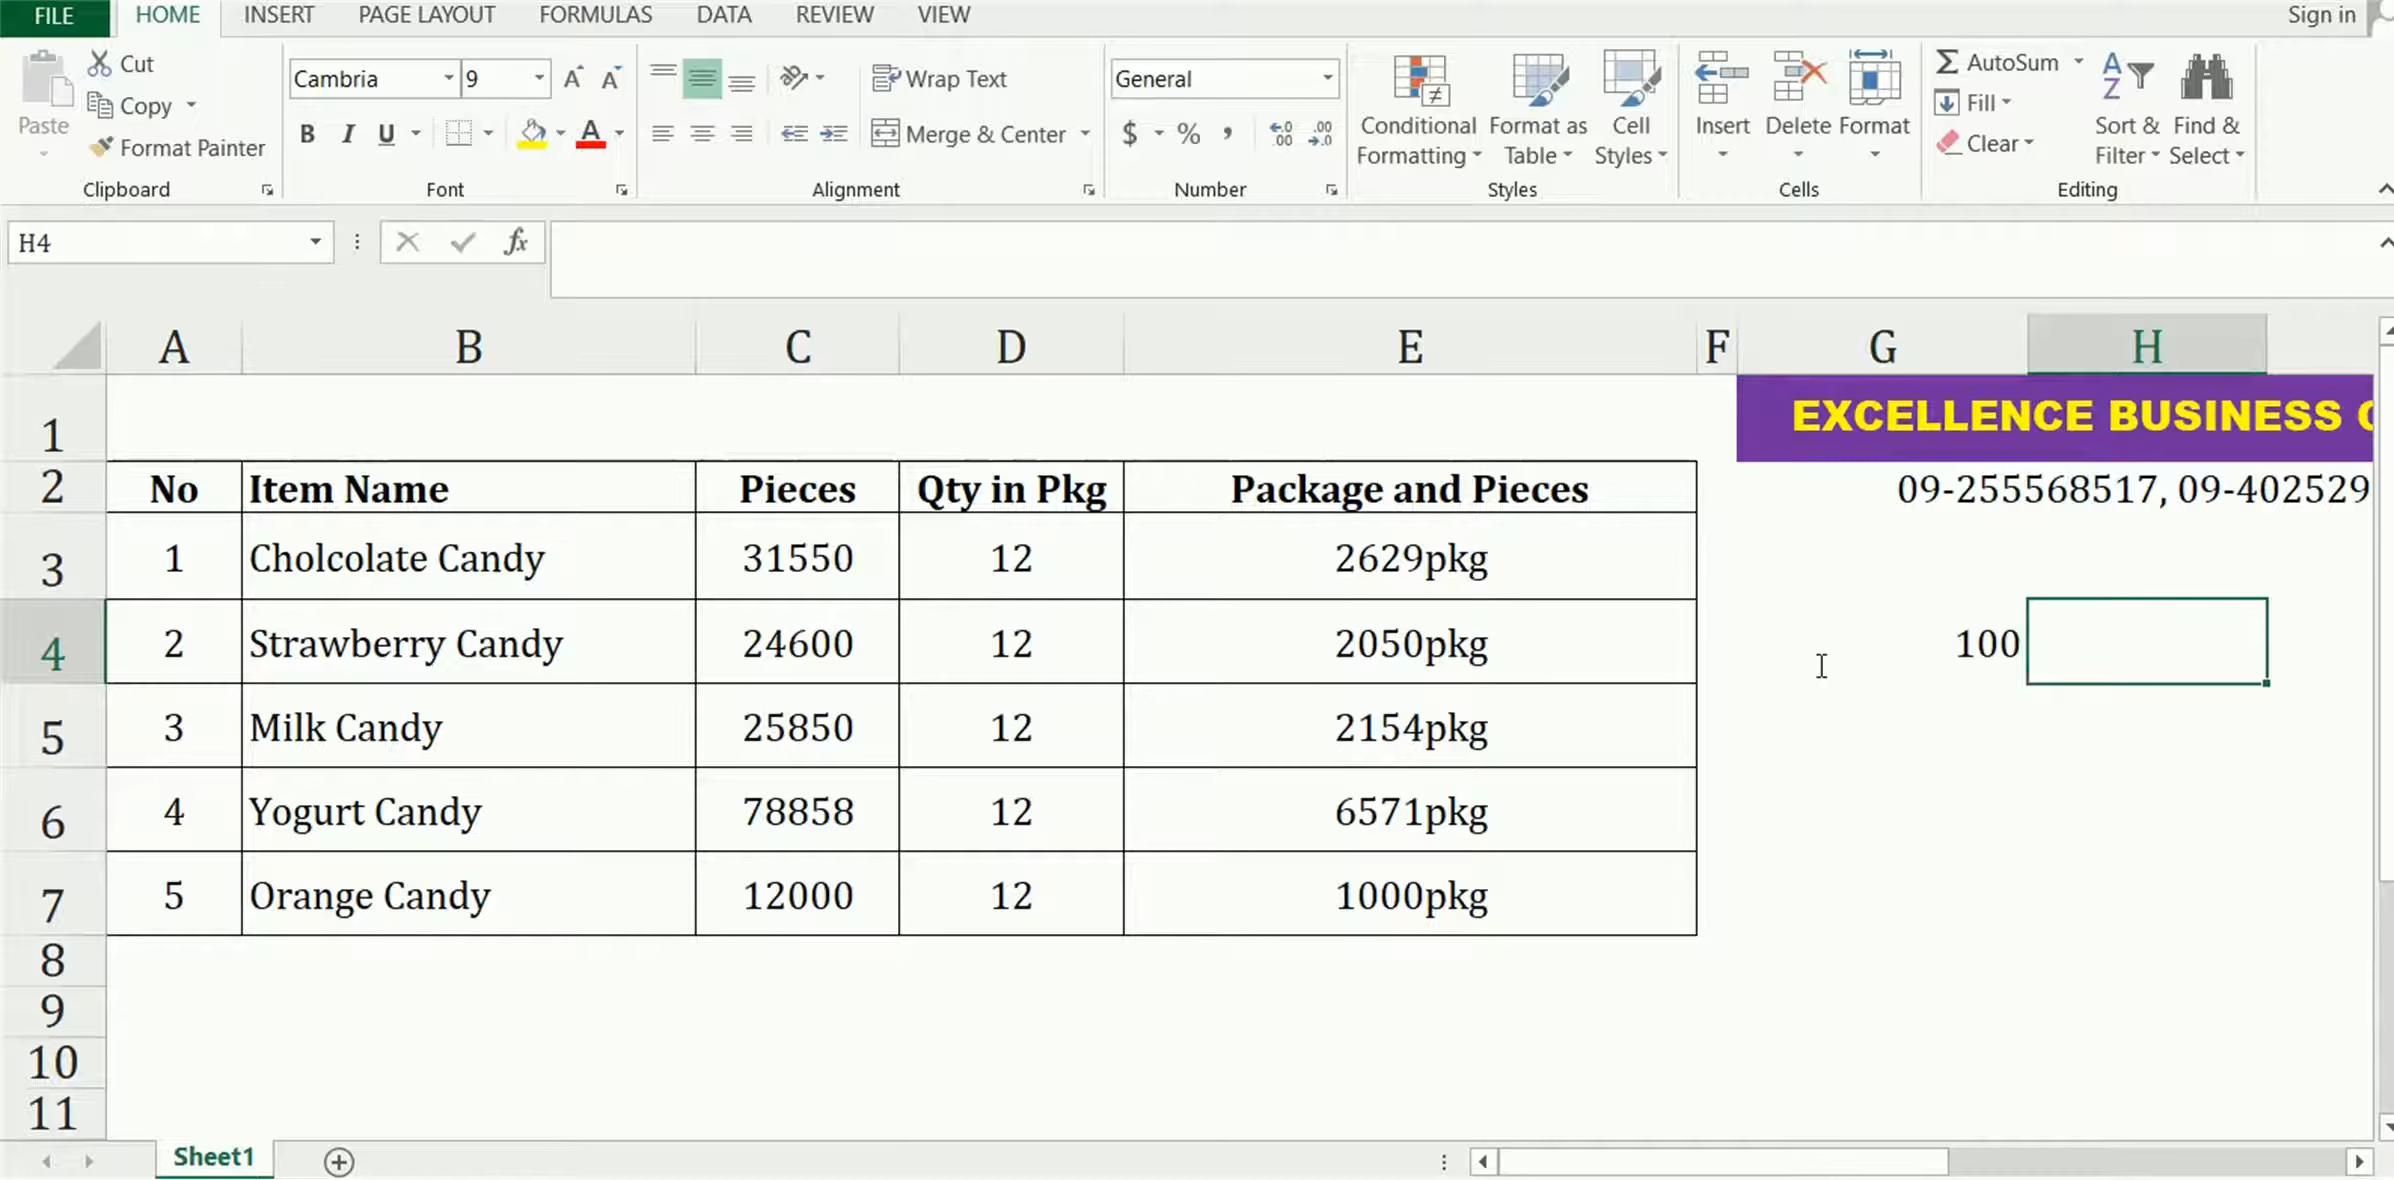 FILE HOME INSERT PAGE LAYOUT FORMULAS DATA REVIEW VIEW Sign in
Paste
Cut
Copy
Format Painter
Clipboard
Cambria 9
B I U
Font
Wrap Text
Merge & Center
Alignment
General
$ % ,
Number
Conditional Formatting
Format as Table
Cell Styles
Styles
Insert
Delete
Format
Cells
AutoSum
Fill
Clear
Sort & Filter
Find & Select
Editing
H4 fx
A B C D E F G H
1 EXCELLENCE BUSINESS
2 No Item Name Pieces Qty in Pkg Package and Pieces 09-255568517, 09-402529
3 1 Cholcolate Candy 31550 12 2629pkg
4 2 Strawberry Candy 24600 12 2050pkg 100
5 3 Milk Candy 25850 12 2154pkg
6 4 Yogurt Candy 78858 12 6571pkg
7 5 Orange Candy 12000 12 1000pkg
8
9
10
11
Sheet1